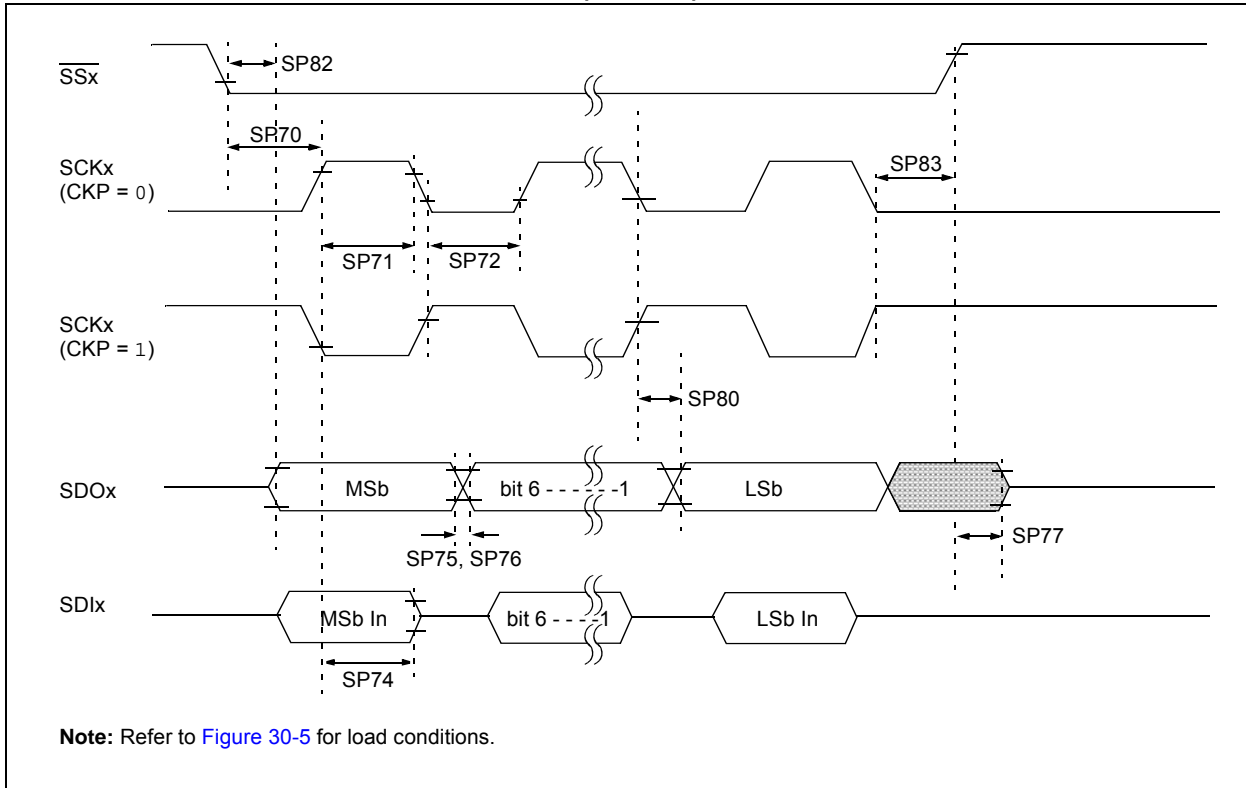 SSx
SP82
SP70
SCKx
(CKP = 0)
SP83
SP71
SP72
SCKx
(CKP = 1)
SP80
SDOx
MSb
bit 6 - - - - - -1
LSb
SP77
SP75, SP76
SDIx
MSb In
bit 6 - - - -1
LSb In
SP74
Note: Refer to Figure 30-5 for load conditions.